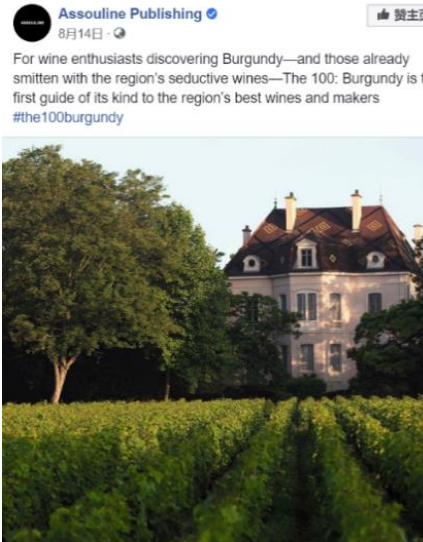 ASSOULINE
Assouline Publishing
赞主
8月14日 ·
For wine enthusiasts discovering Burgundy—and those already
smitten with the region's seductive wines—The 100: Burgundy is
first guide of its kind to the region's best wines and makers
#the100burgundy